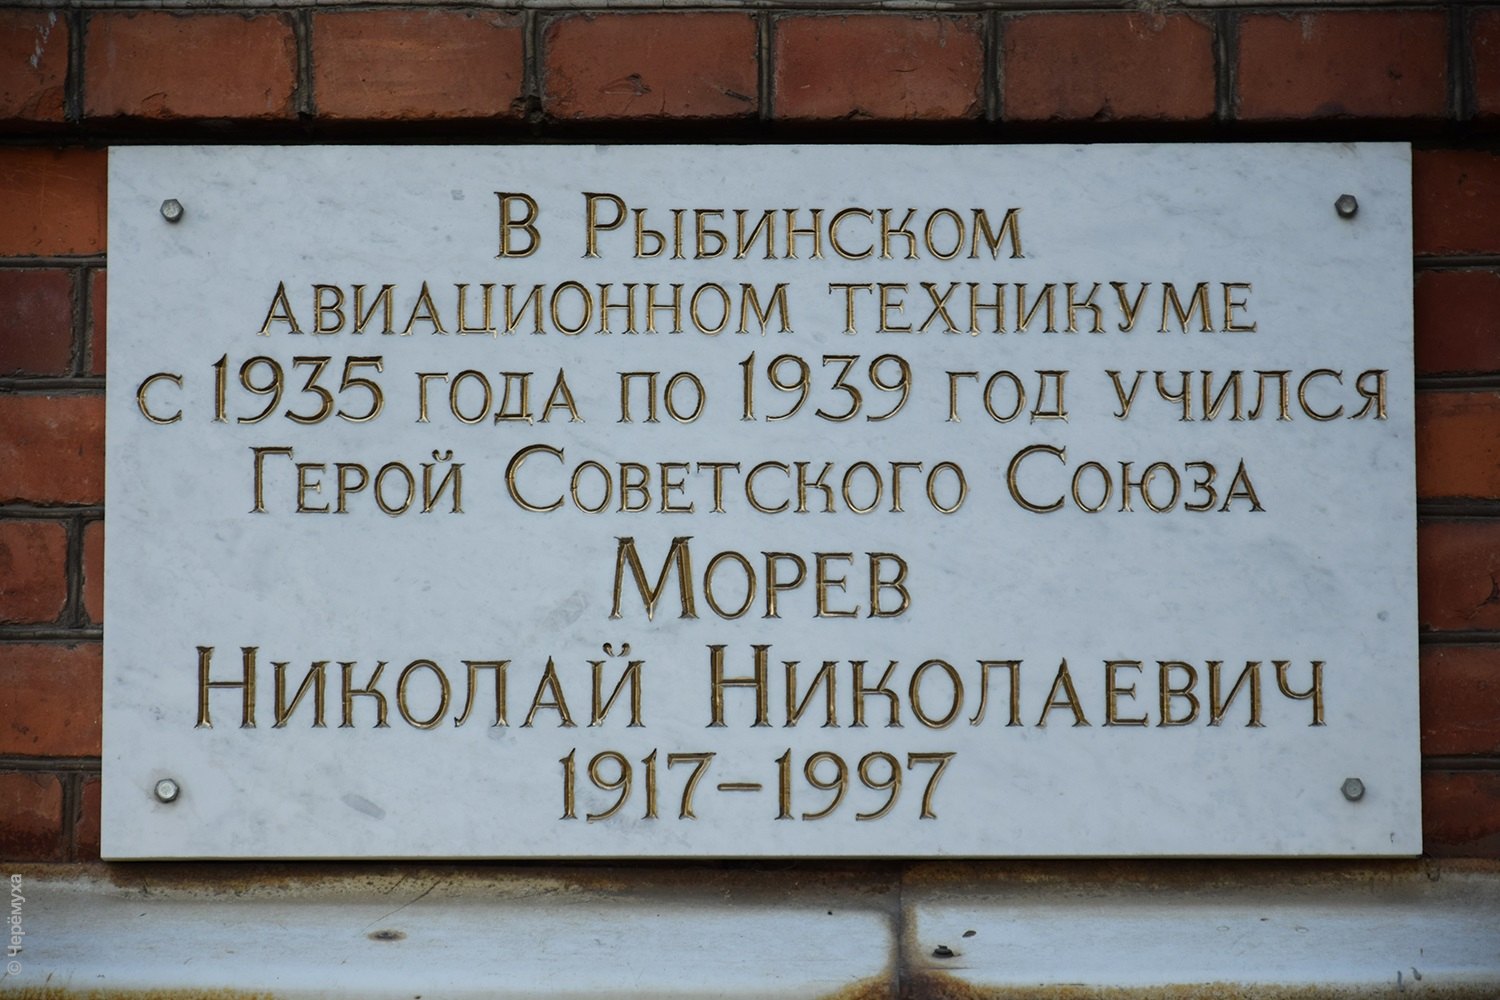 В Рыбинском
авиационном техникуме
с 1935 года по 1939 год учился
Герой Советского Союза
Морев
Николай Николаевич
1917–1997
© Черёмуха